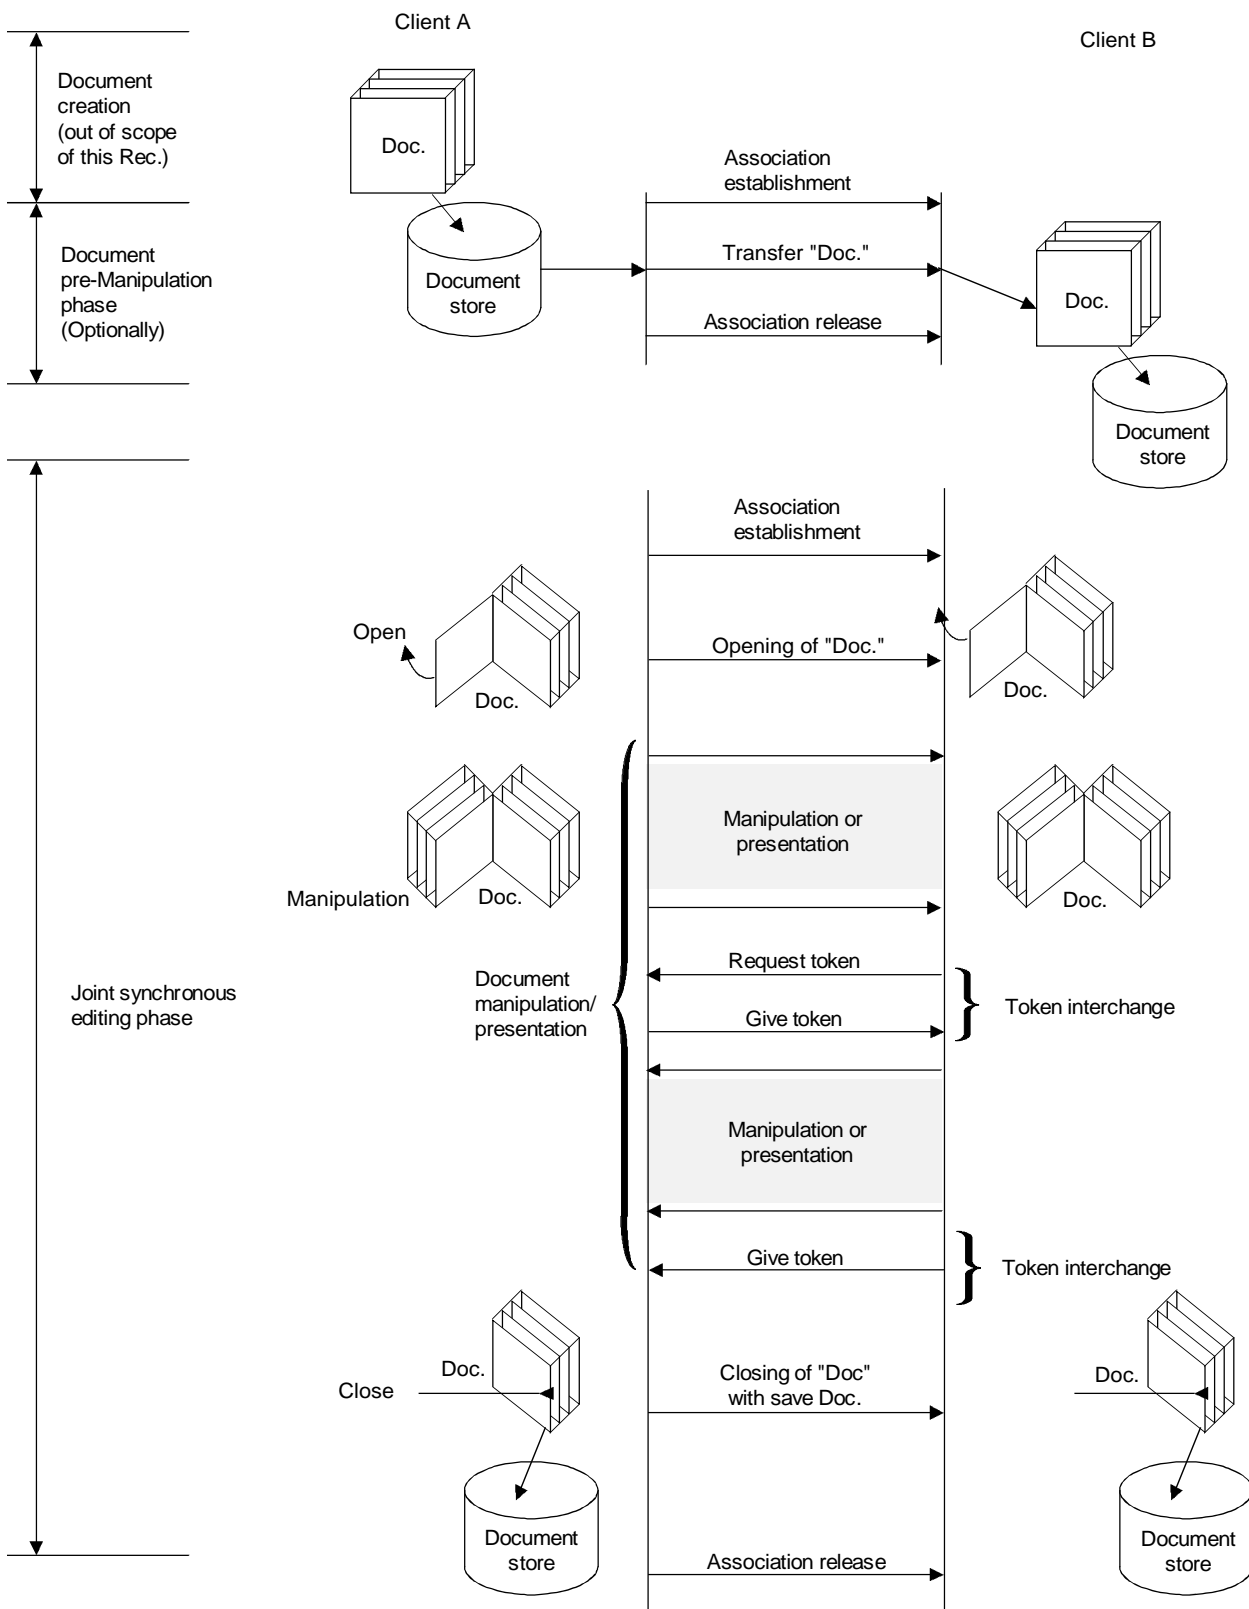 Client A
Client B
Document
creation
(out of scope
of this Rec.)
Doc.
Association
establishment
Document
pre-Manipulation
phase
(Optionally)
Document
store
Transfer "Doc."
Doc.
Association release
Document
store
Association
establishment
Open
Doc.
Opening of "Doc."
Doc.
Manipulation or
presentation
Manipulation
Doc.
Doc.
Joint synchronous
editing phase
Document
manipulation/
presentation
Request token
Give token
Token interchange
Manipulation or
presentation
Give token
Token interchange
Close
Doc.
Closing of "Doc"
with save Doc.
Doc.
Document
store
Association release
Document
store